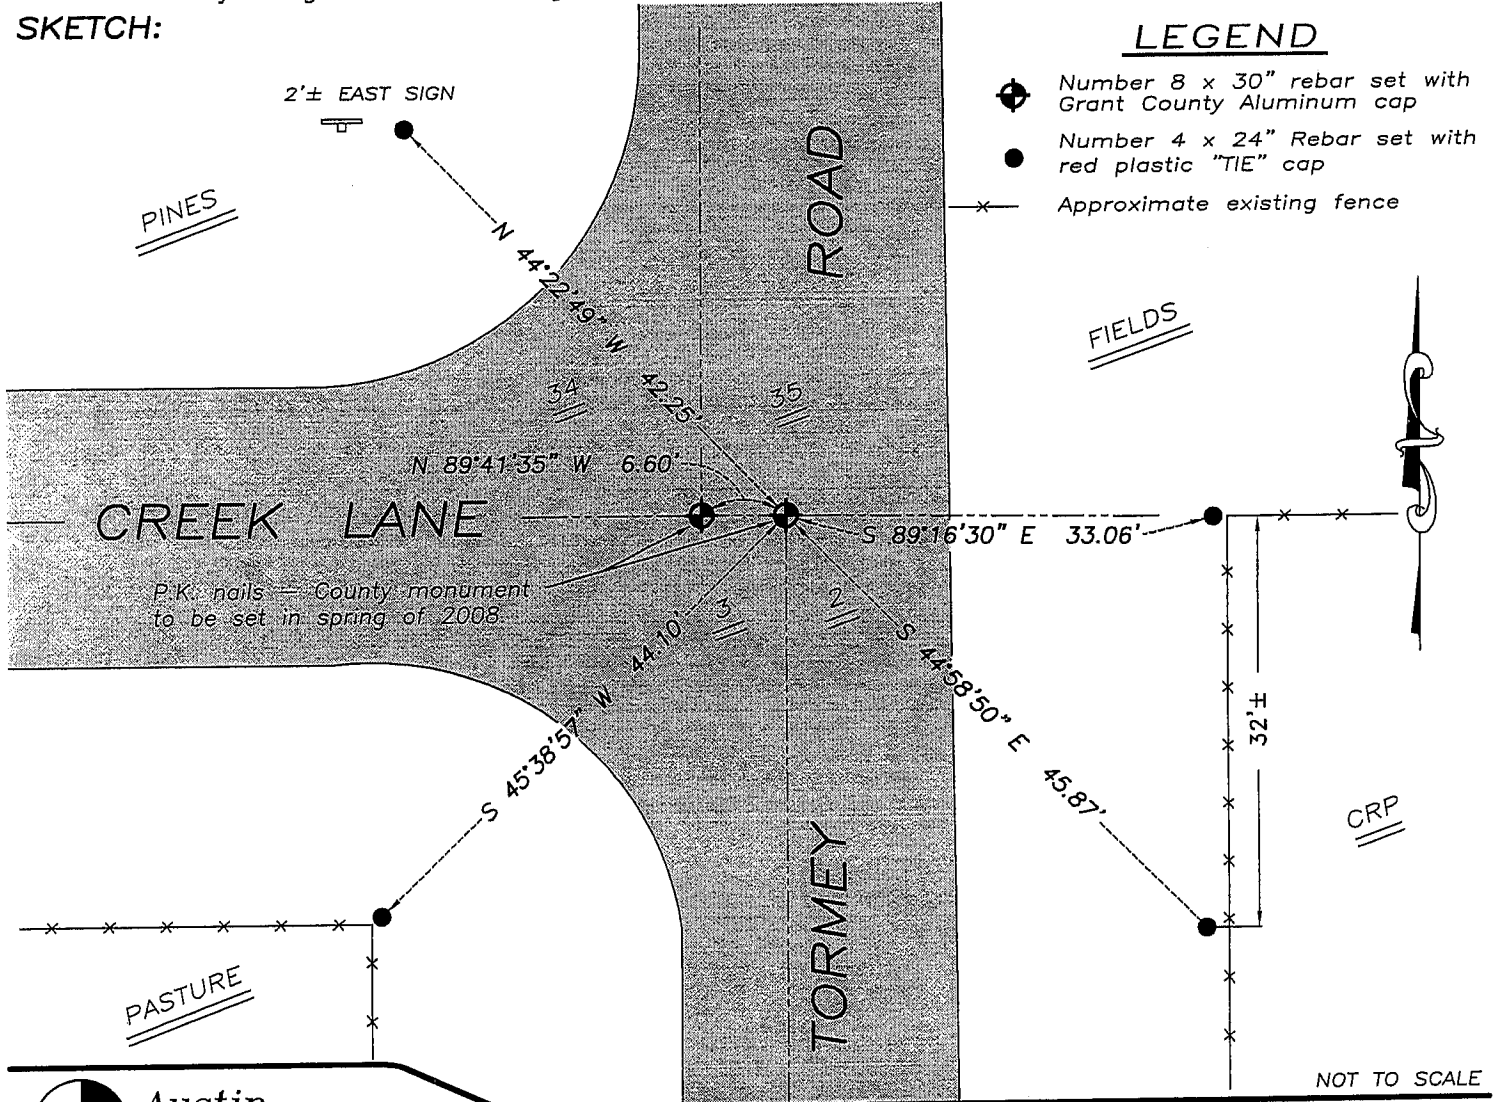 SKETCH:
LEGEND
Number 8 x 30" rebar set with
Grant County Aluminum cap
Number 4 x 24" Rebar set with
red plastic "TIE" cap
Approximate existing fence
2'± EAST SIGN
PINES
ROAD
FIELDS
N 44°22'49" W 42.25'
34
35
N 89°41'35" W 6.60'
CREEK LANE
S 89°16'30" E 33.06'
P.K. nails – County monument
to be set in spring of 2008
3
2
S 45°38'57" W 44.10'
S 44°58'50" E 45.87'
32'±
CRP
TORMEY
PASTURE
NOT TO SCALE
Austin